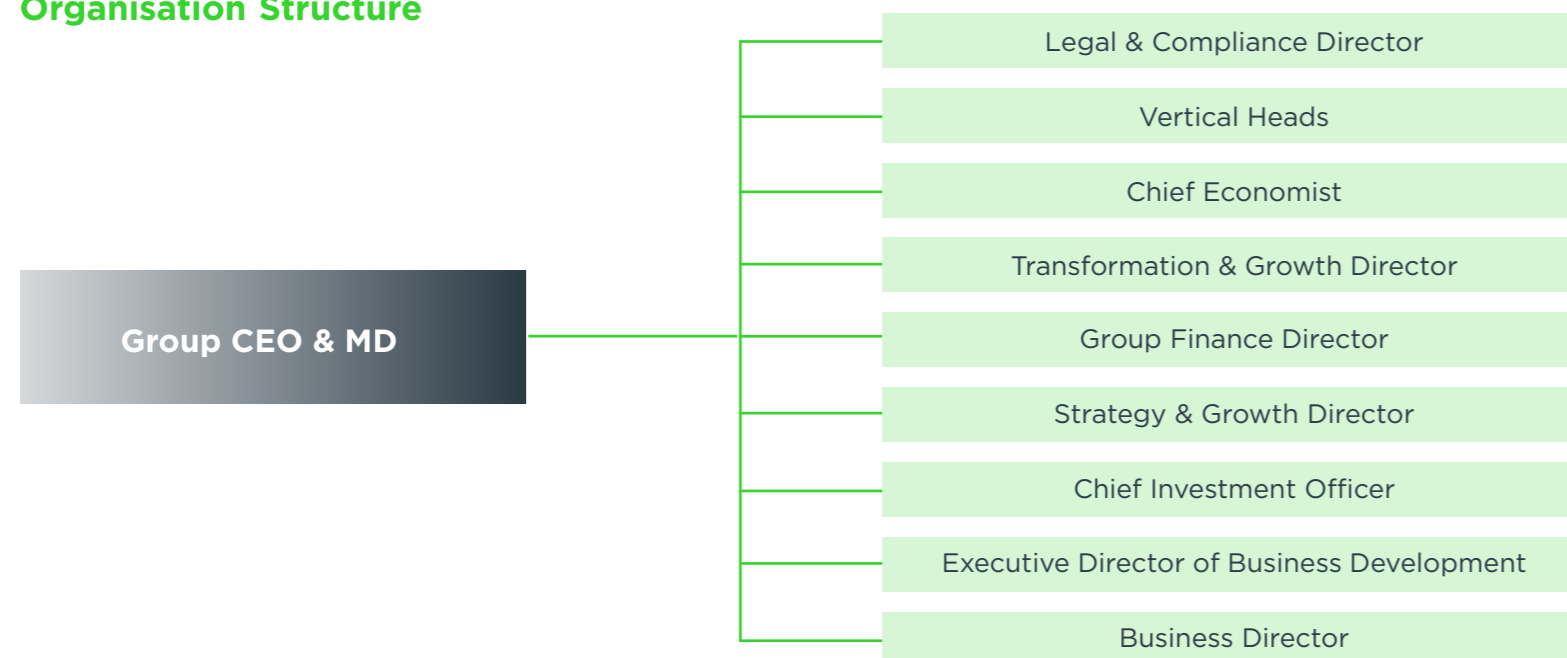 Organisation Structure
Legal & Compliance Director
Vertical Heads
Chief Economist
Transformation & Growth Director
Group CEO & MD
Group Finance Director
Strategy & Growth Director
Chief Investment Officer
Executive Director of Business Development
Business Director